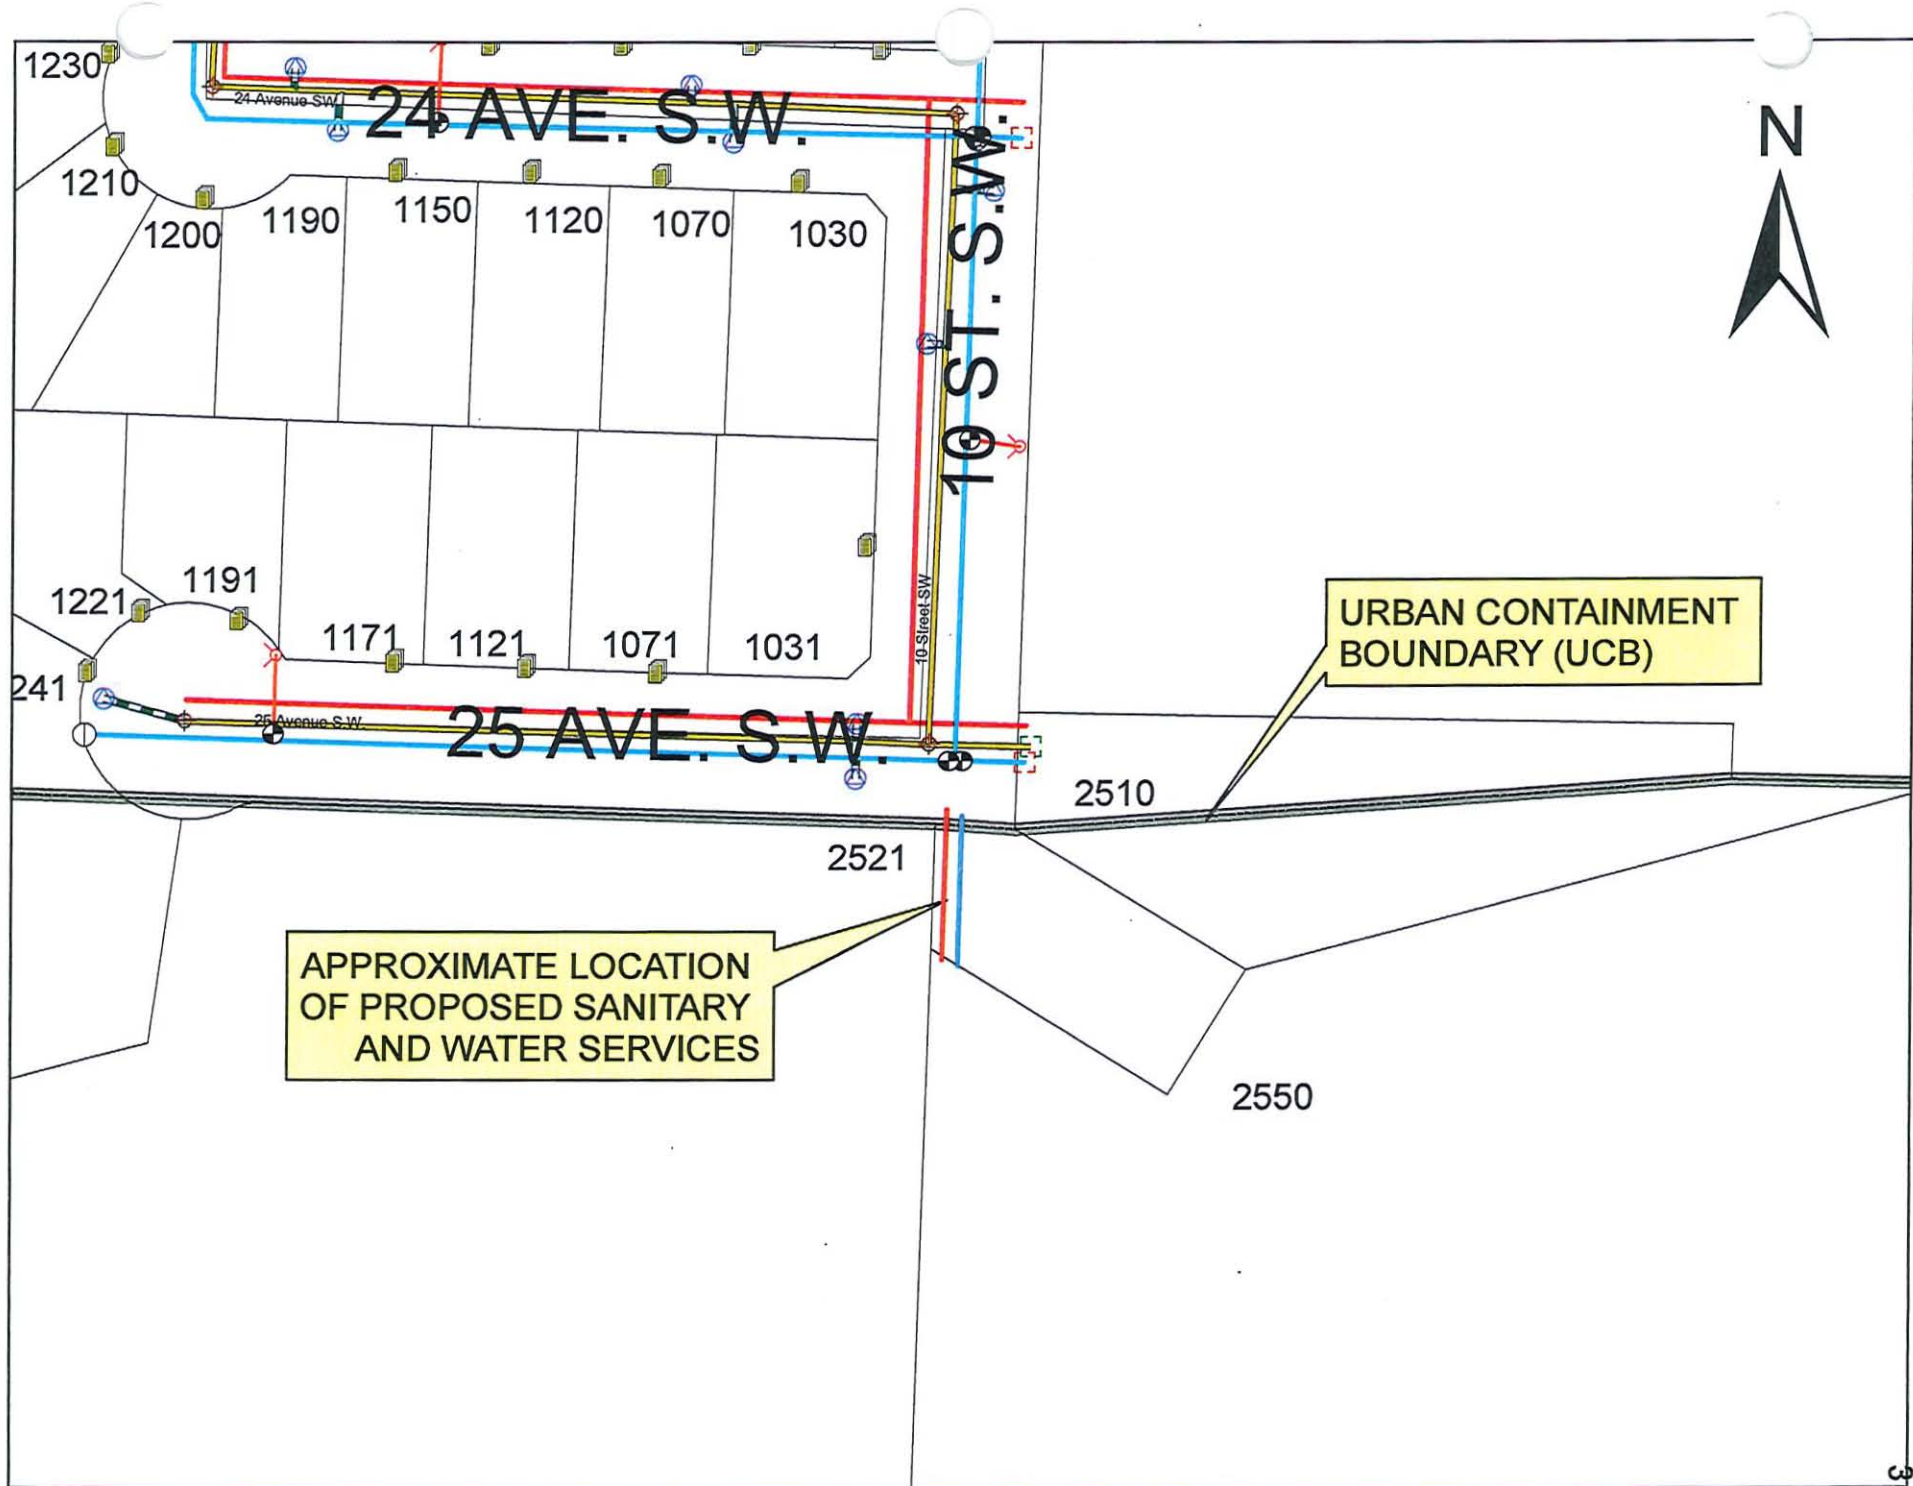 1230
24 Avenue SW
24 AVE. S.W.
N
1210
1200
1190
1150
1120
1070
1030
10 ST. S.W.
1221
1191
1171
1121
1071
1031
10 Street SW
URBAN CONTAINMENT
BOUNDARY (UCB)
241
25 Avenue S.W.
25 AVE. S.W.
2510
2521
APPROXIMATE LOCATION
OF PROPOSED SANITARY
AND WATER SERVICES
2550
3